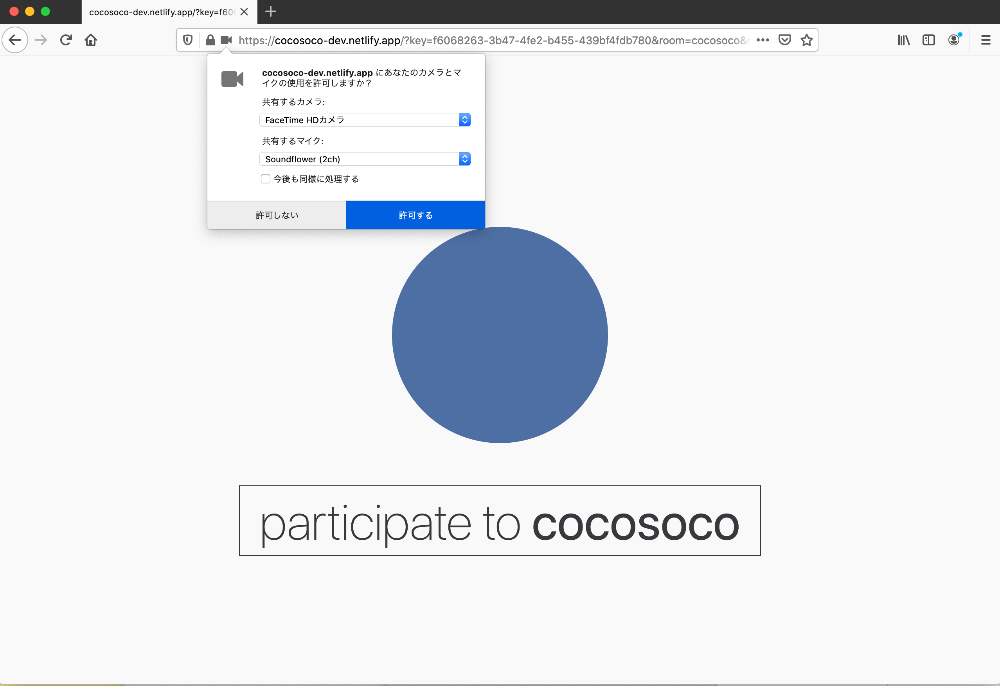 cocosoco-dev.netlify.app/?key=f60
https://cocosoco-dev.netlify.app/?key=f6068263-3b47-4fe2-b455-439bf4fdb780&room=cocosoco&
cocosoco-dev.netlify.app にあなたのカメラとマ
イクの使用を許可しますか？
共有するカメラ:
FaceTime HDカメラ
共有するマイク:
Soundflower (2ch)
今後も同様に処理する
許可しない
許可する
participate to cocosoco